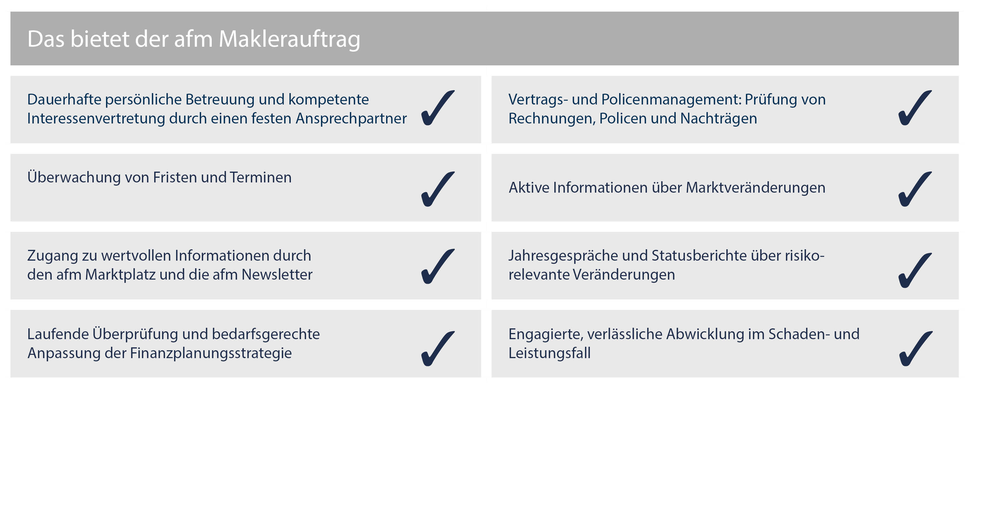 Das bietet der afm Maklerauftrag
Dauerhafte persönliche Betreuung und kompetente
Interessenvertretung durch einen festen Ansprechpartner
Vertrags- und Policenmanagement: Prüfung von
Rechnungen, Policen und Nachträgen
Überwachung von Fristen und Terminen
Aktive Informationen über Marktveränderungen
Zugang zu wertvollen Informationen durch
den afm Marktplatz und die afm Newsletter
Jahresgespräche und Statusberichte über risiko-
relevante Veränderungen
Laufende Überprüfung und bedarfsgerechte
Anpassung der Finanzplanungsstrategie
Engagierte, verlässliche Abwicklung im Schaden- und
Leistungsfall